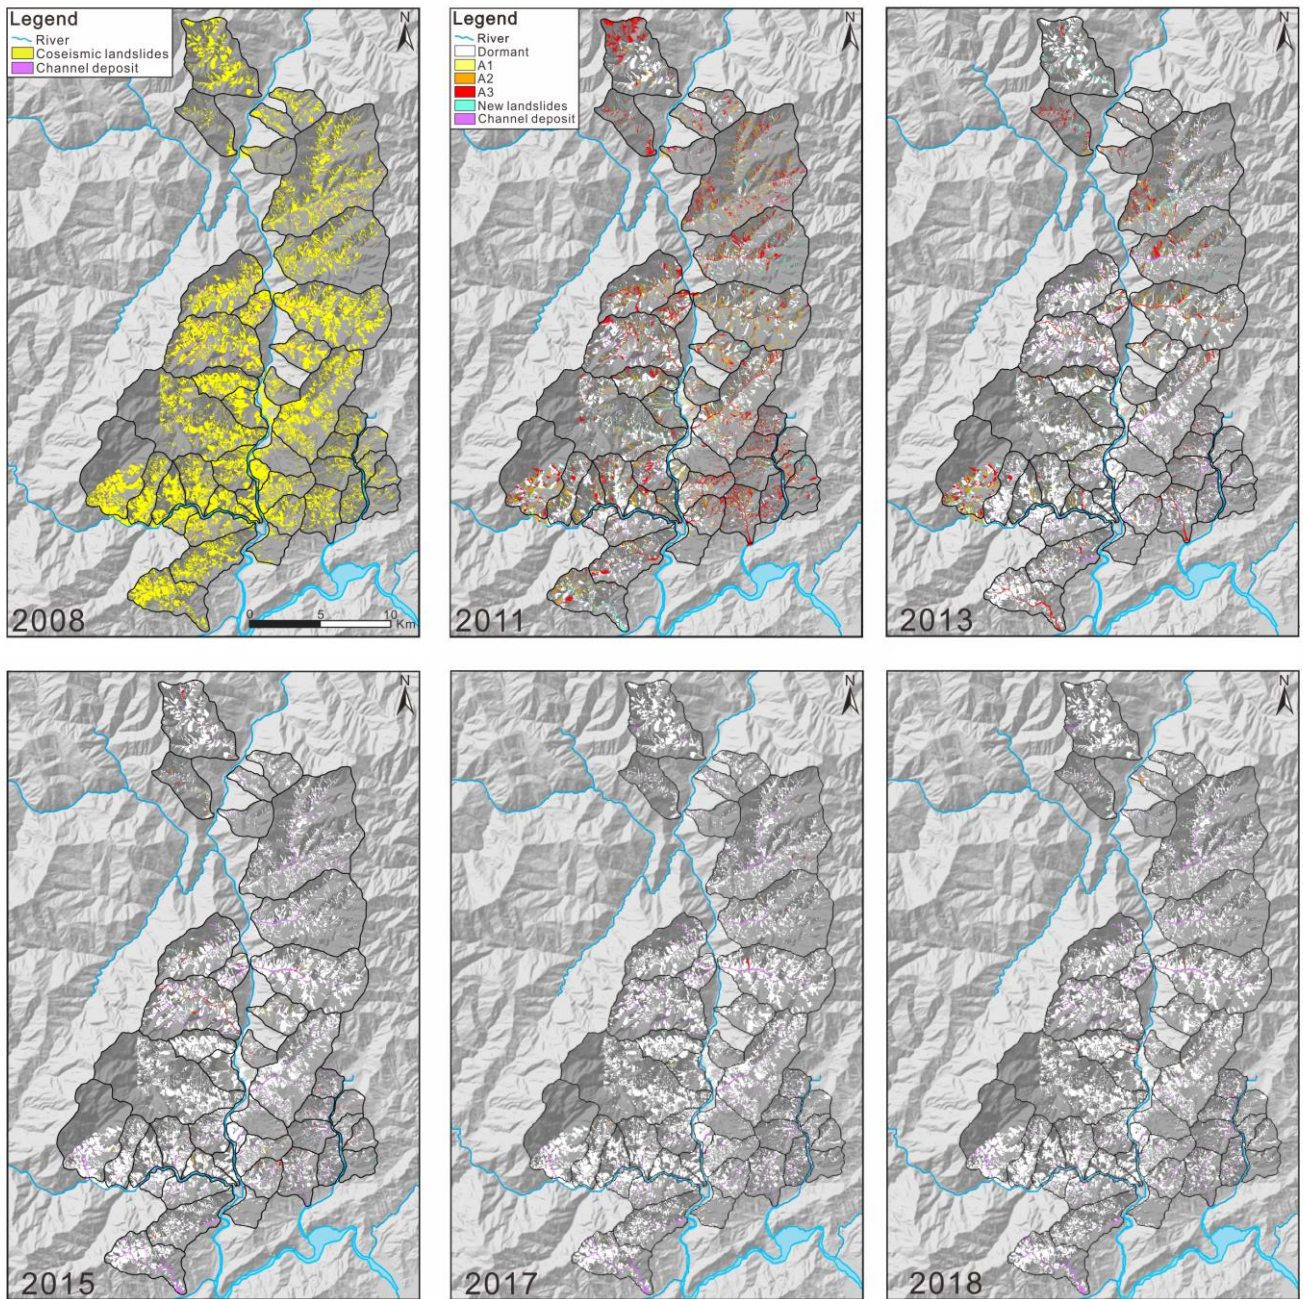 Legend
River
Coseismic landslides
Channel deposit
N
2008
0 5 10
Km
Legend
River
Dormant
A1
A2
A3
New landslides
Channel deposit
N
2011
N
2013
N
2015
N
2017
N
2018